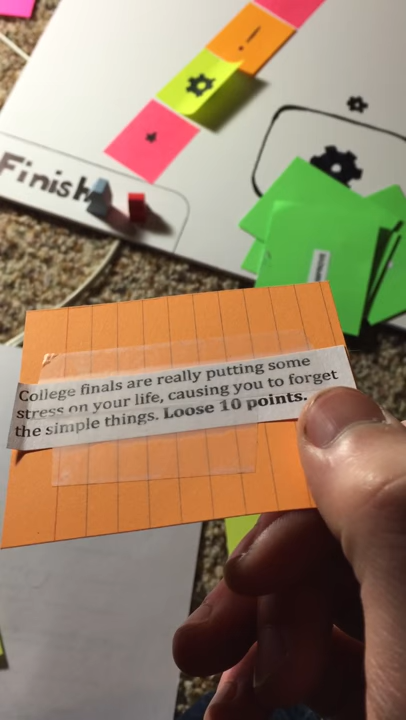 !
Finish
College finals are really putting some
stress on your life, causing you to forget
the simple things. Loose 10 points.